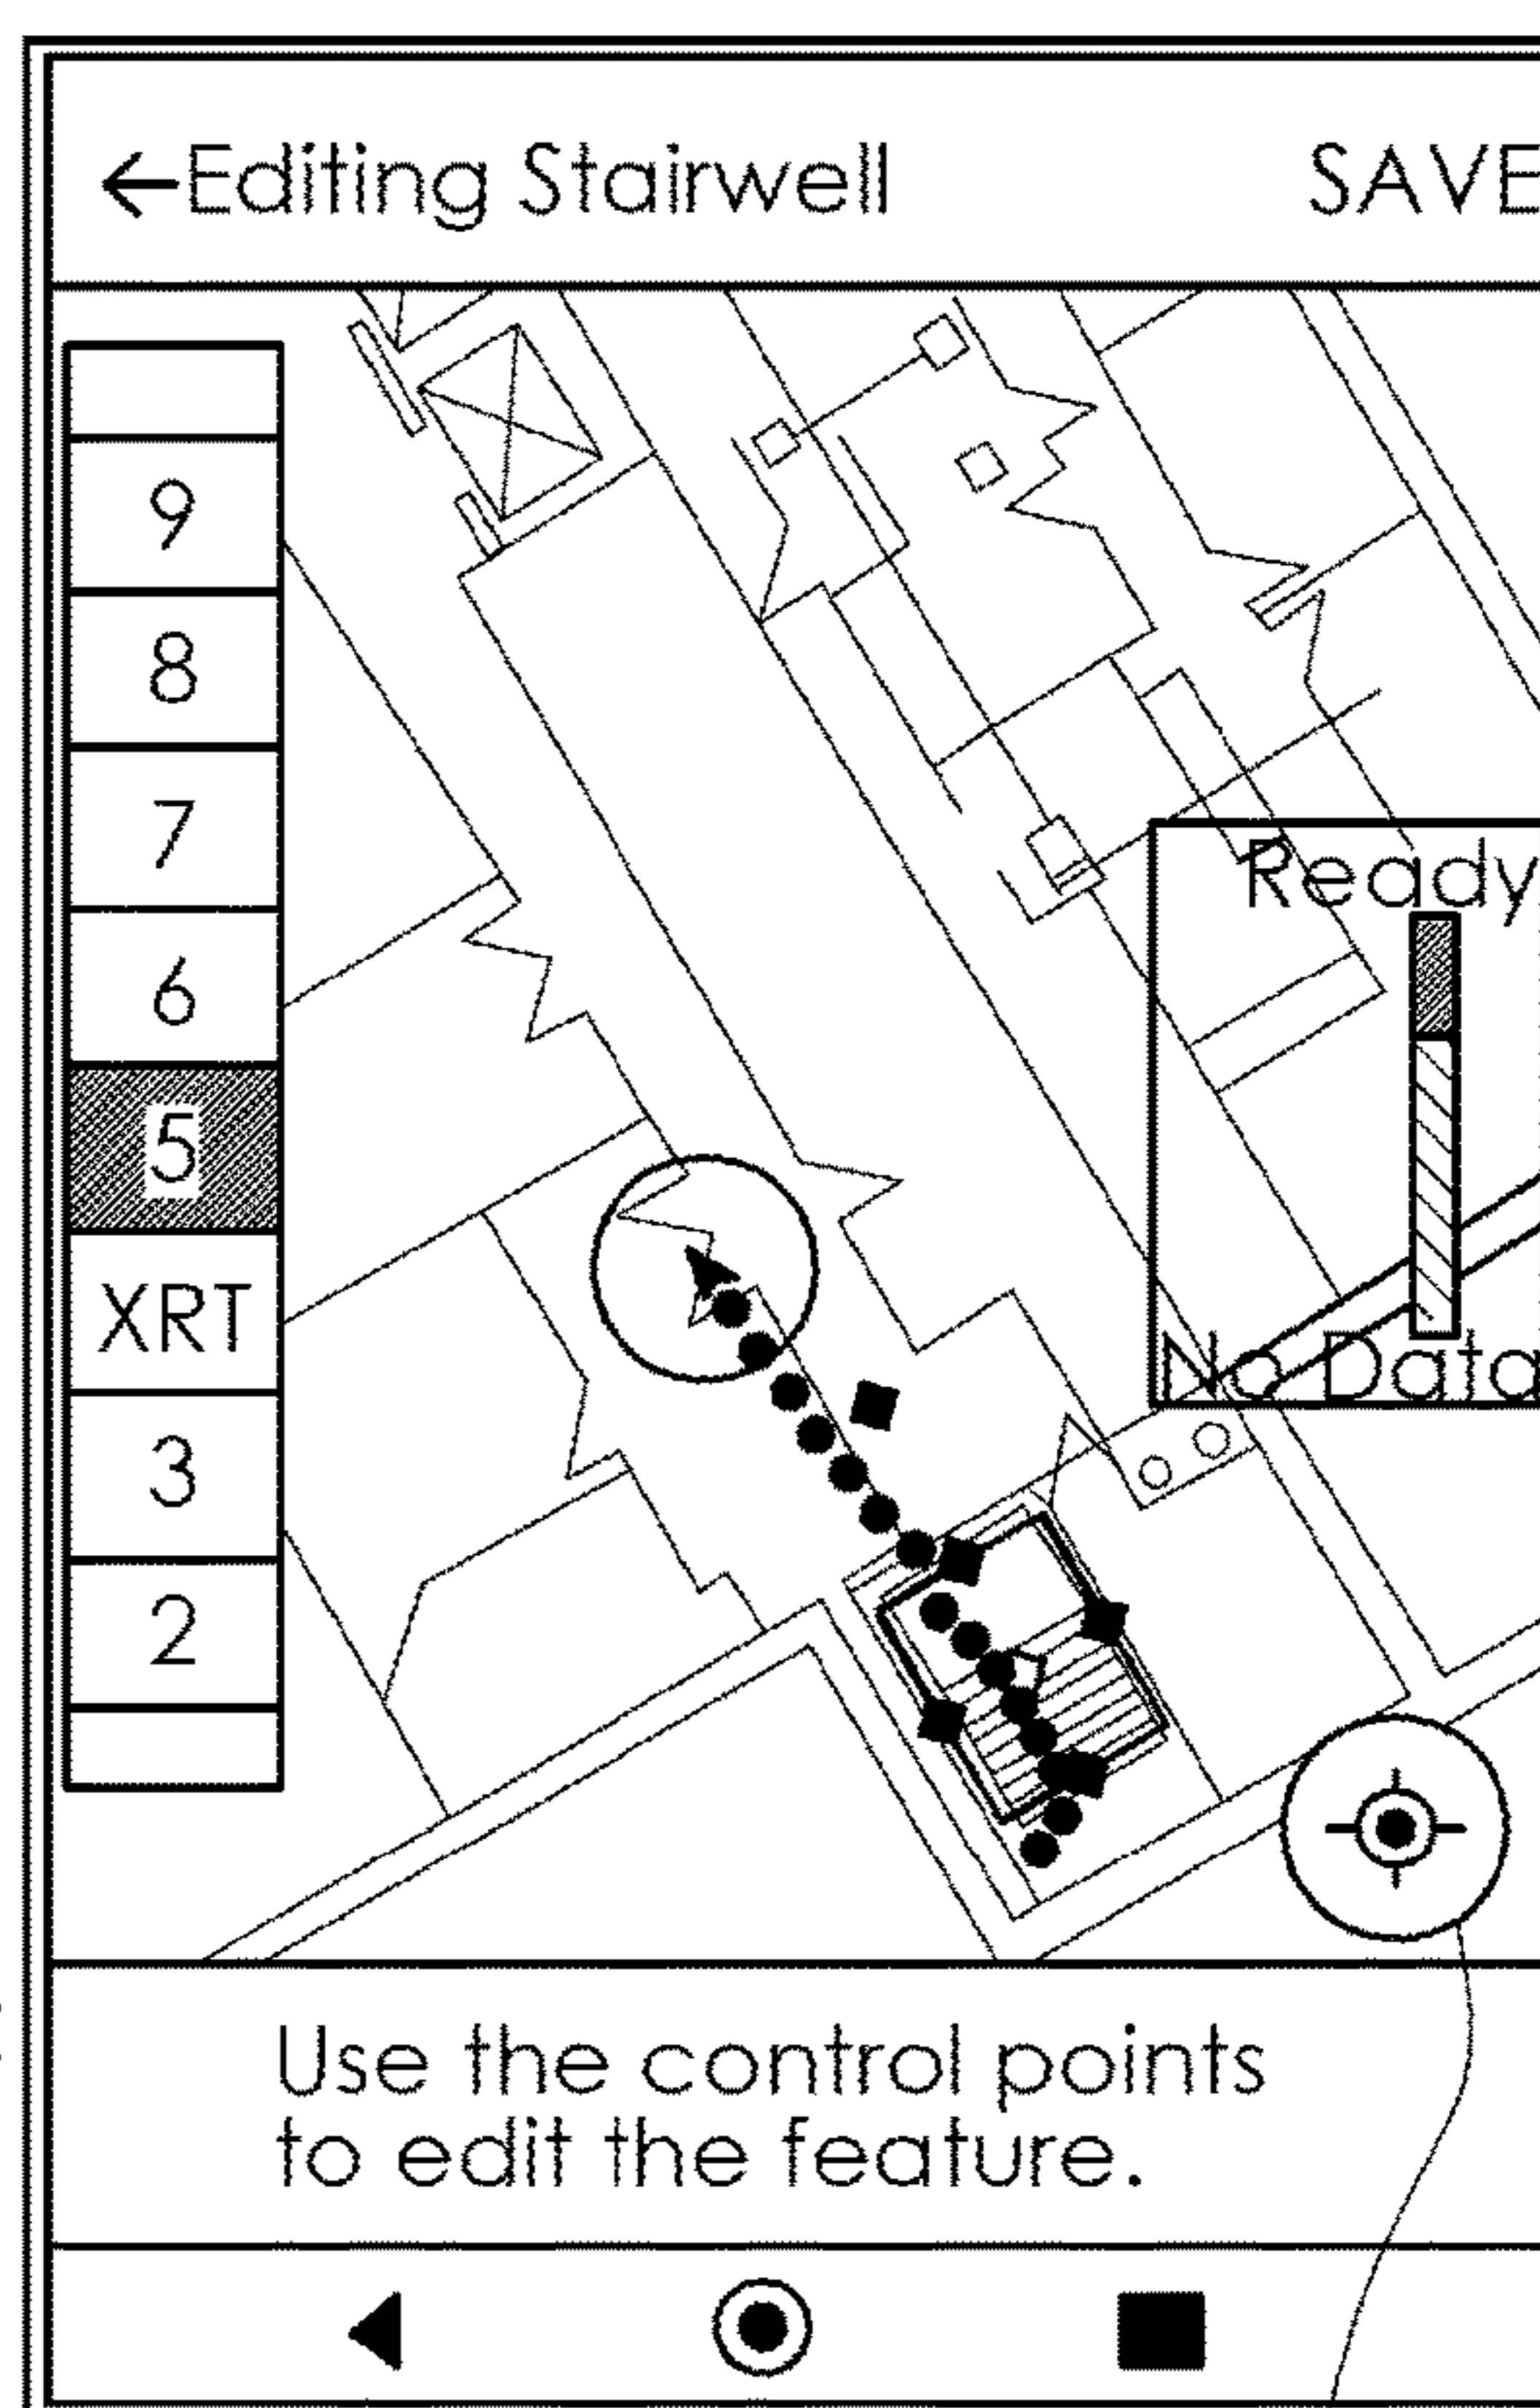 ←Editing Stairwell SAVE
9
8
7
6
5
XRT
3
2
Ready
No Data
Use the control points
to edit the feature.